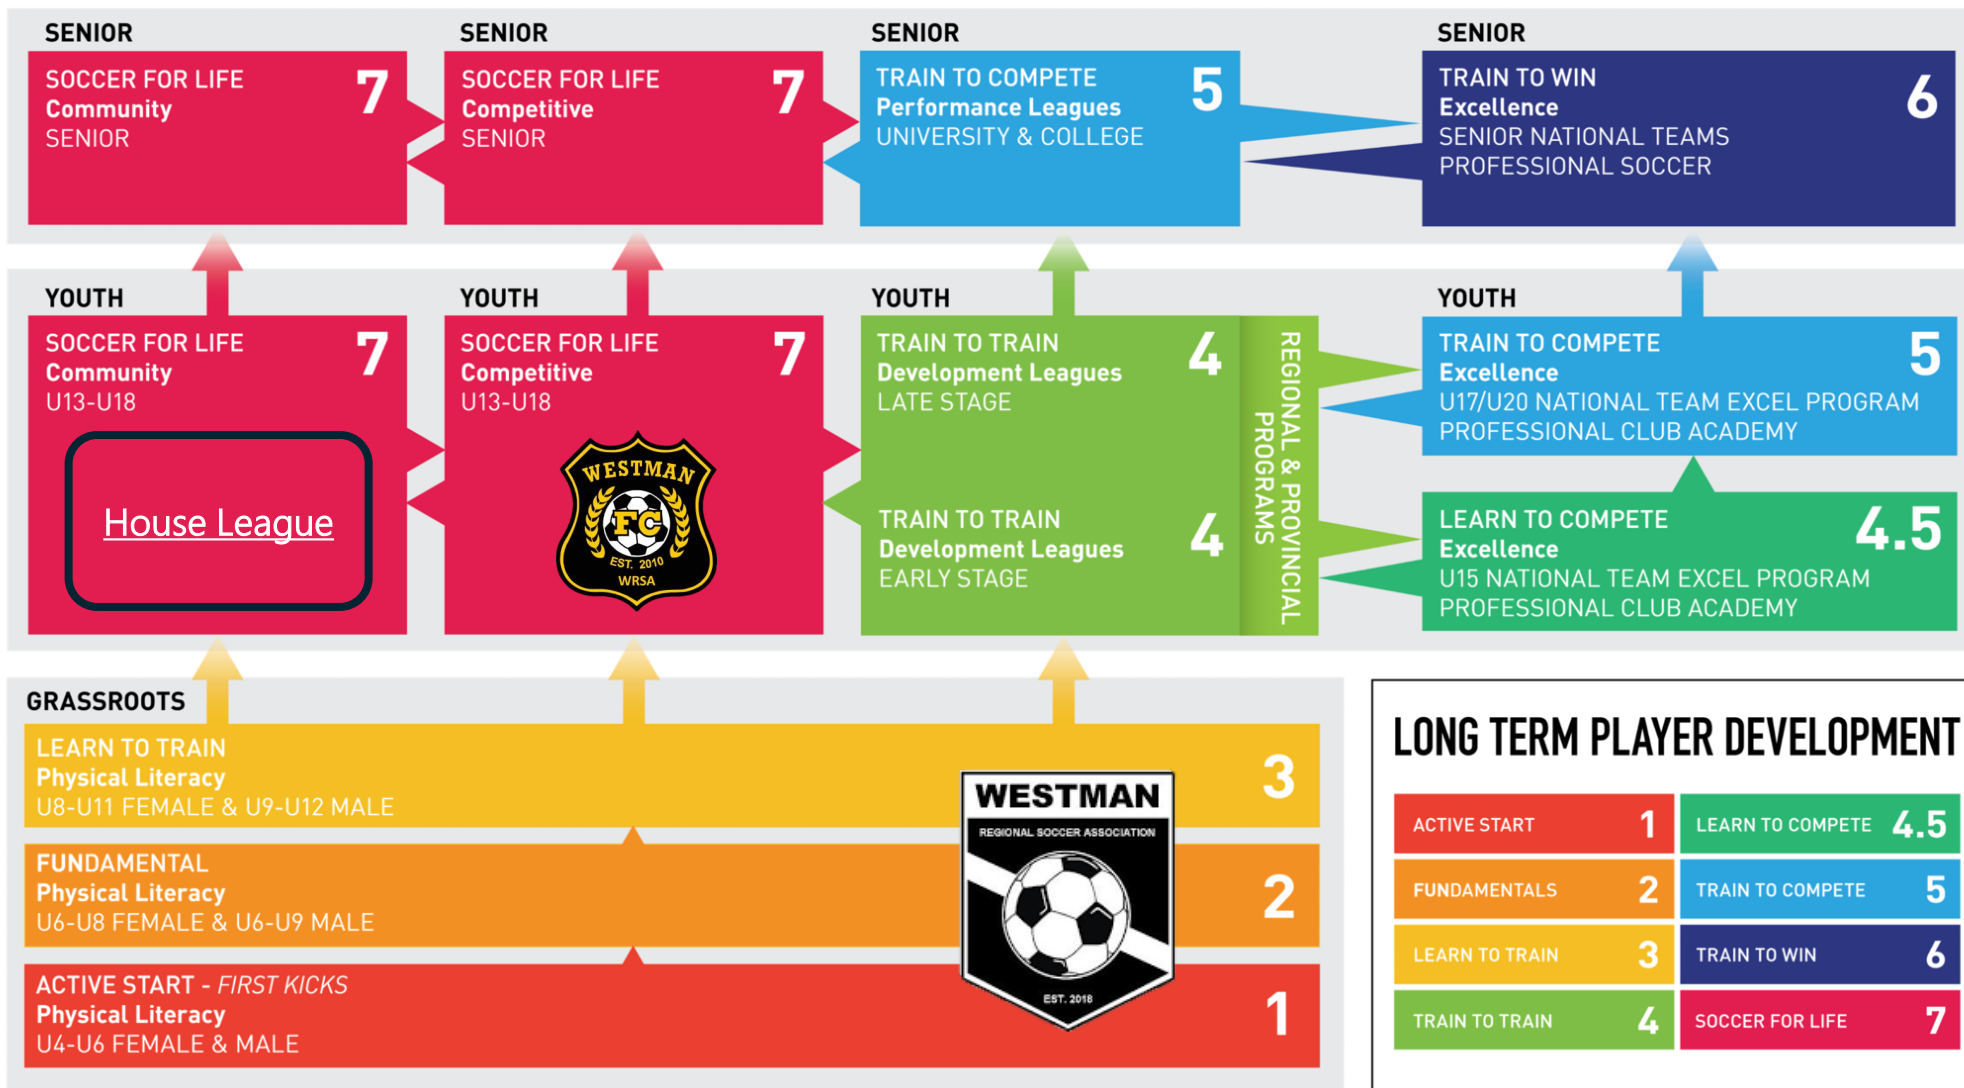 SENIOR
SOCCER FOR LIFE 7
Community
SENIOR
SENIOR
SOCCER FOR LIFE 7
Competitive
SENIOR
SENIOR
TRAIN TO COMPETE 5
Performance Leagues
UNIVERSITY & COLLEGE
SENIOR
TRAIN TO WIN 6
Excellence
SENIOR NATIONAL TEAMS
PROFESSIONAL SOCCER
YOUTH
SOCCER FOR LIFE 7
Community
U13-U18
House League
YOUTH
SOCCER FOR LIFE 7
Competitive
U13-U18
WESTMAN
FC
EST. 2010
WRSA
YOUTH
TRAIN TO TRAIN 4
Development Leagues
LATE STAGE
TRAIN TO TRAIN 4
Development Leagues
EARLY STAGE
REGIONAL & PROVINCIAL
PROGRAMS
YOUTH
TRAIN TO COMPETE 5
Excellence
U17/U20 NATIONAL TEAM EXCEL PROGRAM
PROFESSIONAL CLUB ACADEMY
LEARN TO COMPETE 4.5
Excellence
U15 NATIONAL TEAM EXCEL PROGRAM
PROFESSIONAL CLUB ACADEMY
GRASSROOTS
LEARN TO TRAIN 3
Physical Literacy
U8-U11 FEMALE & U9-U12 MALE
FUNDAMENTAL 2
Physical Literacy
U6-U8 FEMALE & U6-U9 MALE
ACTIVE START - FIRST KICKS 1
Physical Literacy
U4-U6 FEMALE & MALE
WESTMAN
REGIONAL SOCCER ASSOCIATION
EST. 2018
LONG TERM PLAYER DEVELOPMENT
ACTIVE START 1
LEARN TO COMPETE 4.5
FUNDAMENTALS 2
TRAIN TO COMPETE 5
LEARN TO TRAIN 3
TRAIN TO WIN 6
TRAIN TO TRAIN 4
SOCCER FOR LIFE 7